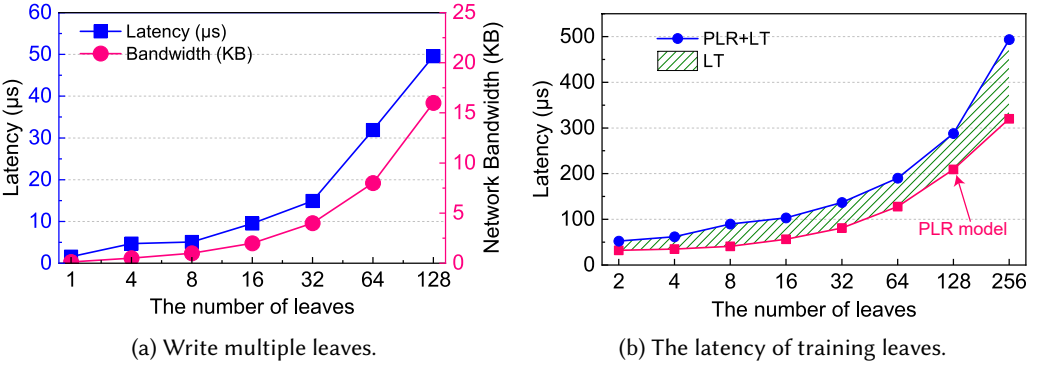 60
50
40
30
20
10
0
Latency (μs)
Latency (μs)
Bandwidth (KB)
25
20
15
10
5
0
Network Bandwidth (KB)
1 4 8 16 32 64 128
The number of leaves
(a) Write multiple leaves.
500
400
300
200
100
0
Latency (μs)
PLR+LT
LT
PLR model
2 4 8 16 32 64 128 256
The number of leaves
(b) The latency of training leaves.